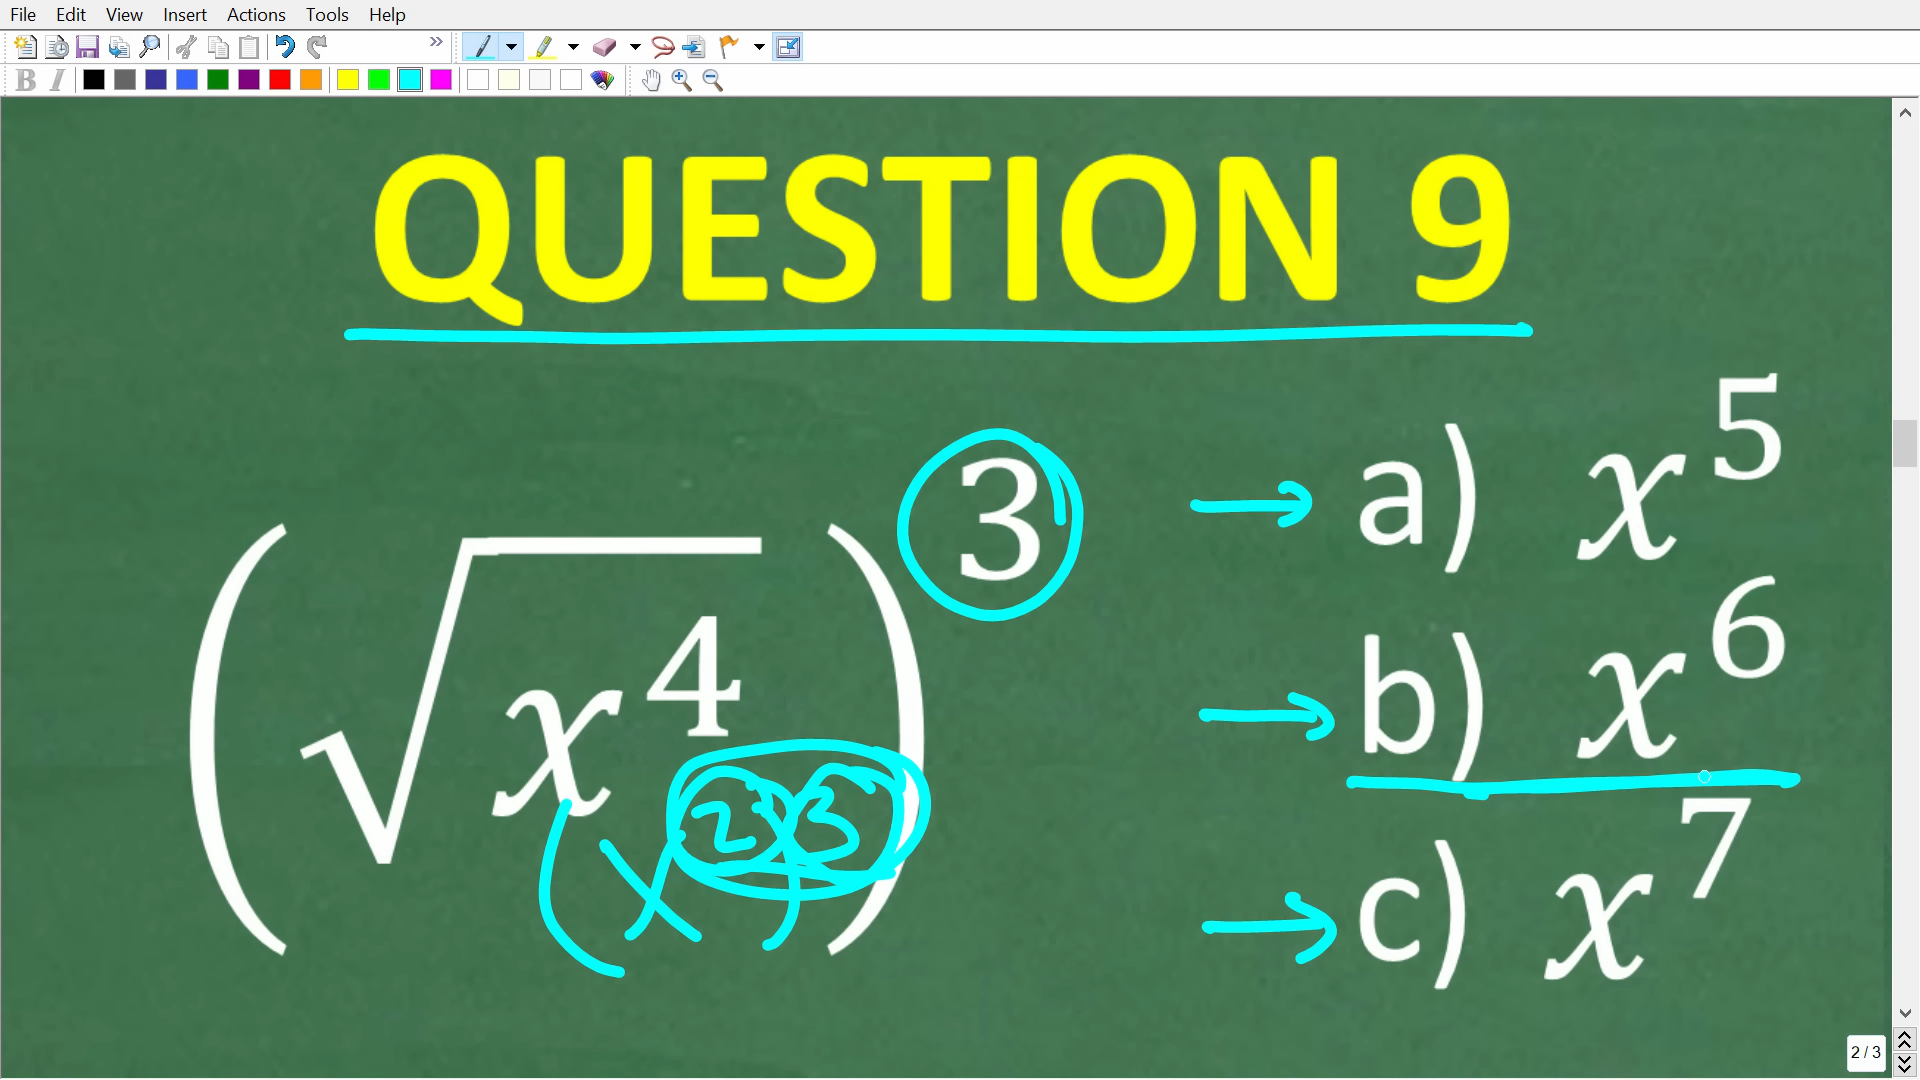 File Edit View Insert Actions Tools Help
B I
QUESTION 9
(√x⁴)³
(x²)³
a) x⁵
b) x⁶
c) x⁷
2 / 3